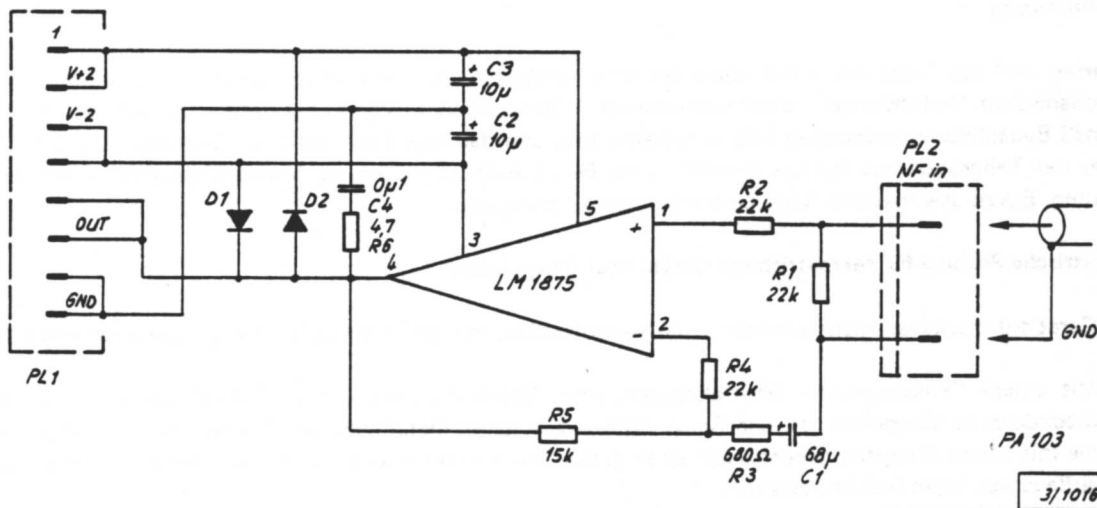 1
V+2
V-2
OUT
GND
PL1
D1
D2
+ C3
10µ
+ C2
10µ
0µ1
C4
4,7
R6
3
4
5
LM 1875
+
1
2
-
R2
22k
R1
22k
R4
22k
R5
15k
680Ω
R3
+
68µ
C1
PL2
NF in
GND
PA 103
3/1016